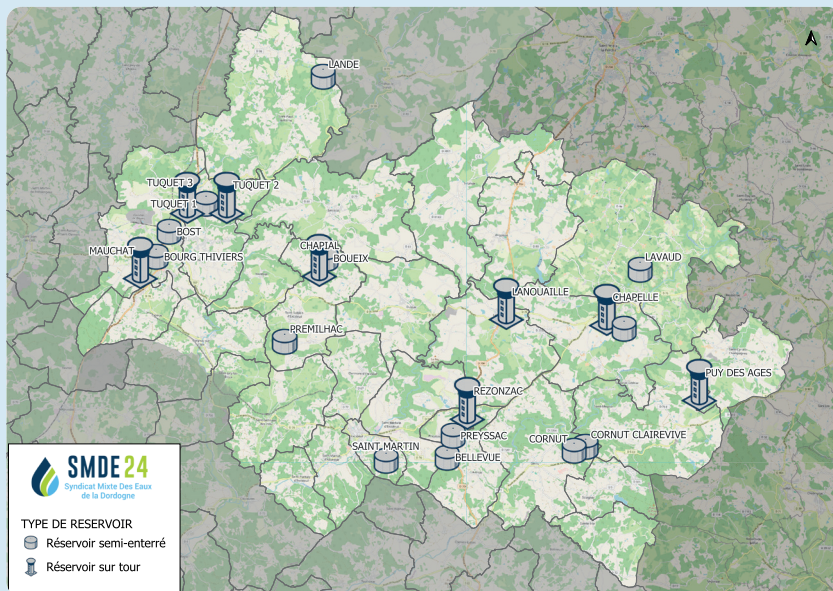 LANDE
TUQUET 3
TUQUET 2
TUQUET 1
BOST
MAUCHAT
BOURG THIVIERS
CHAPIAL
BOUEIX
LAVAUD
LANOUAILLE
CHAPELLE
PREMILHAC
PUY DES AGES
REZONZAC
PREYSSAC
SAINT MARTIN
BELLEVUE
CORNUT
CORNUT CLAIREVIVE
SMDE 24
Syndicat Mixte Des Eaux
de la Dordogne
TYPE DE RESERVOIR
Réservoir semi-enterré
Réservoir sur tour